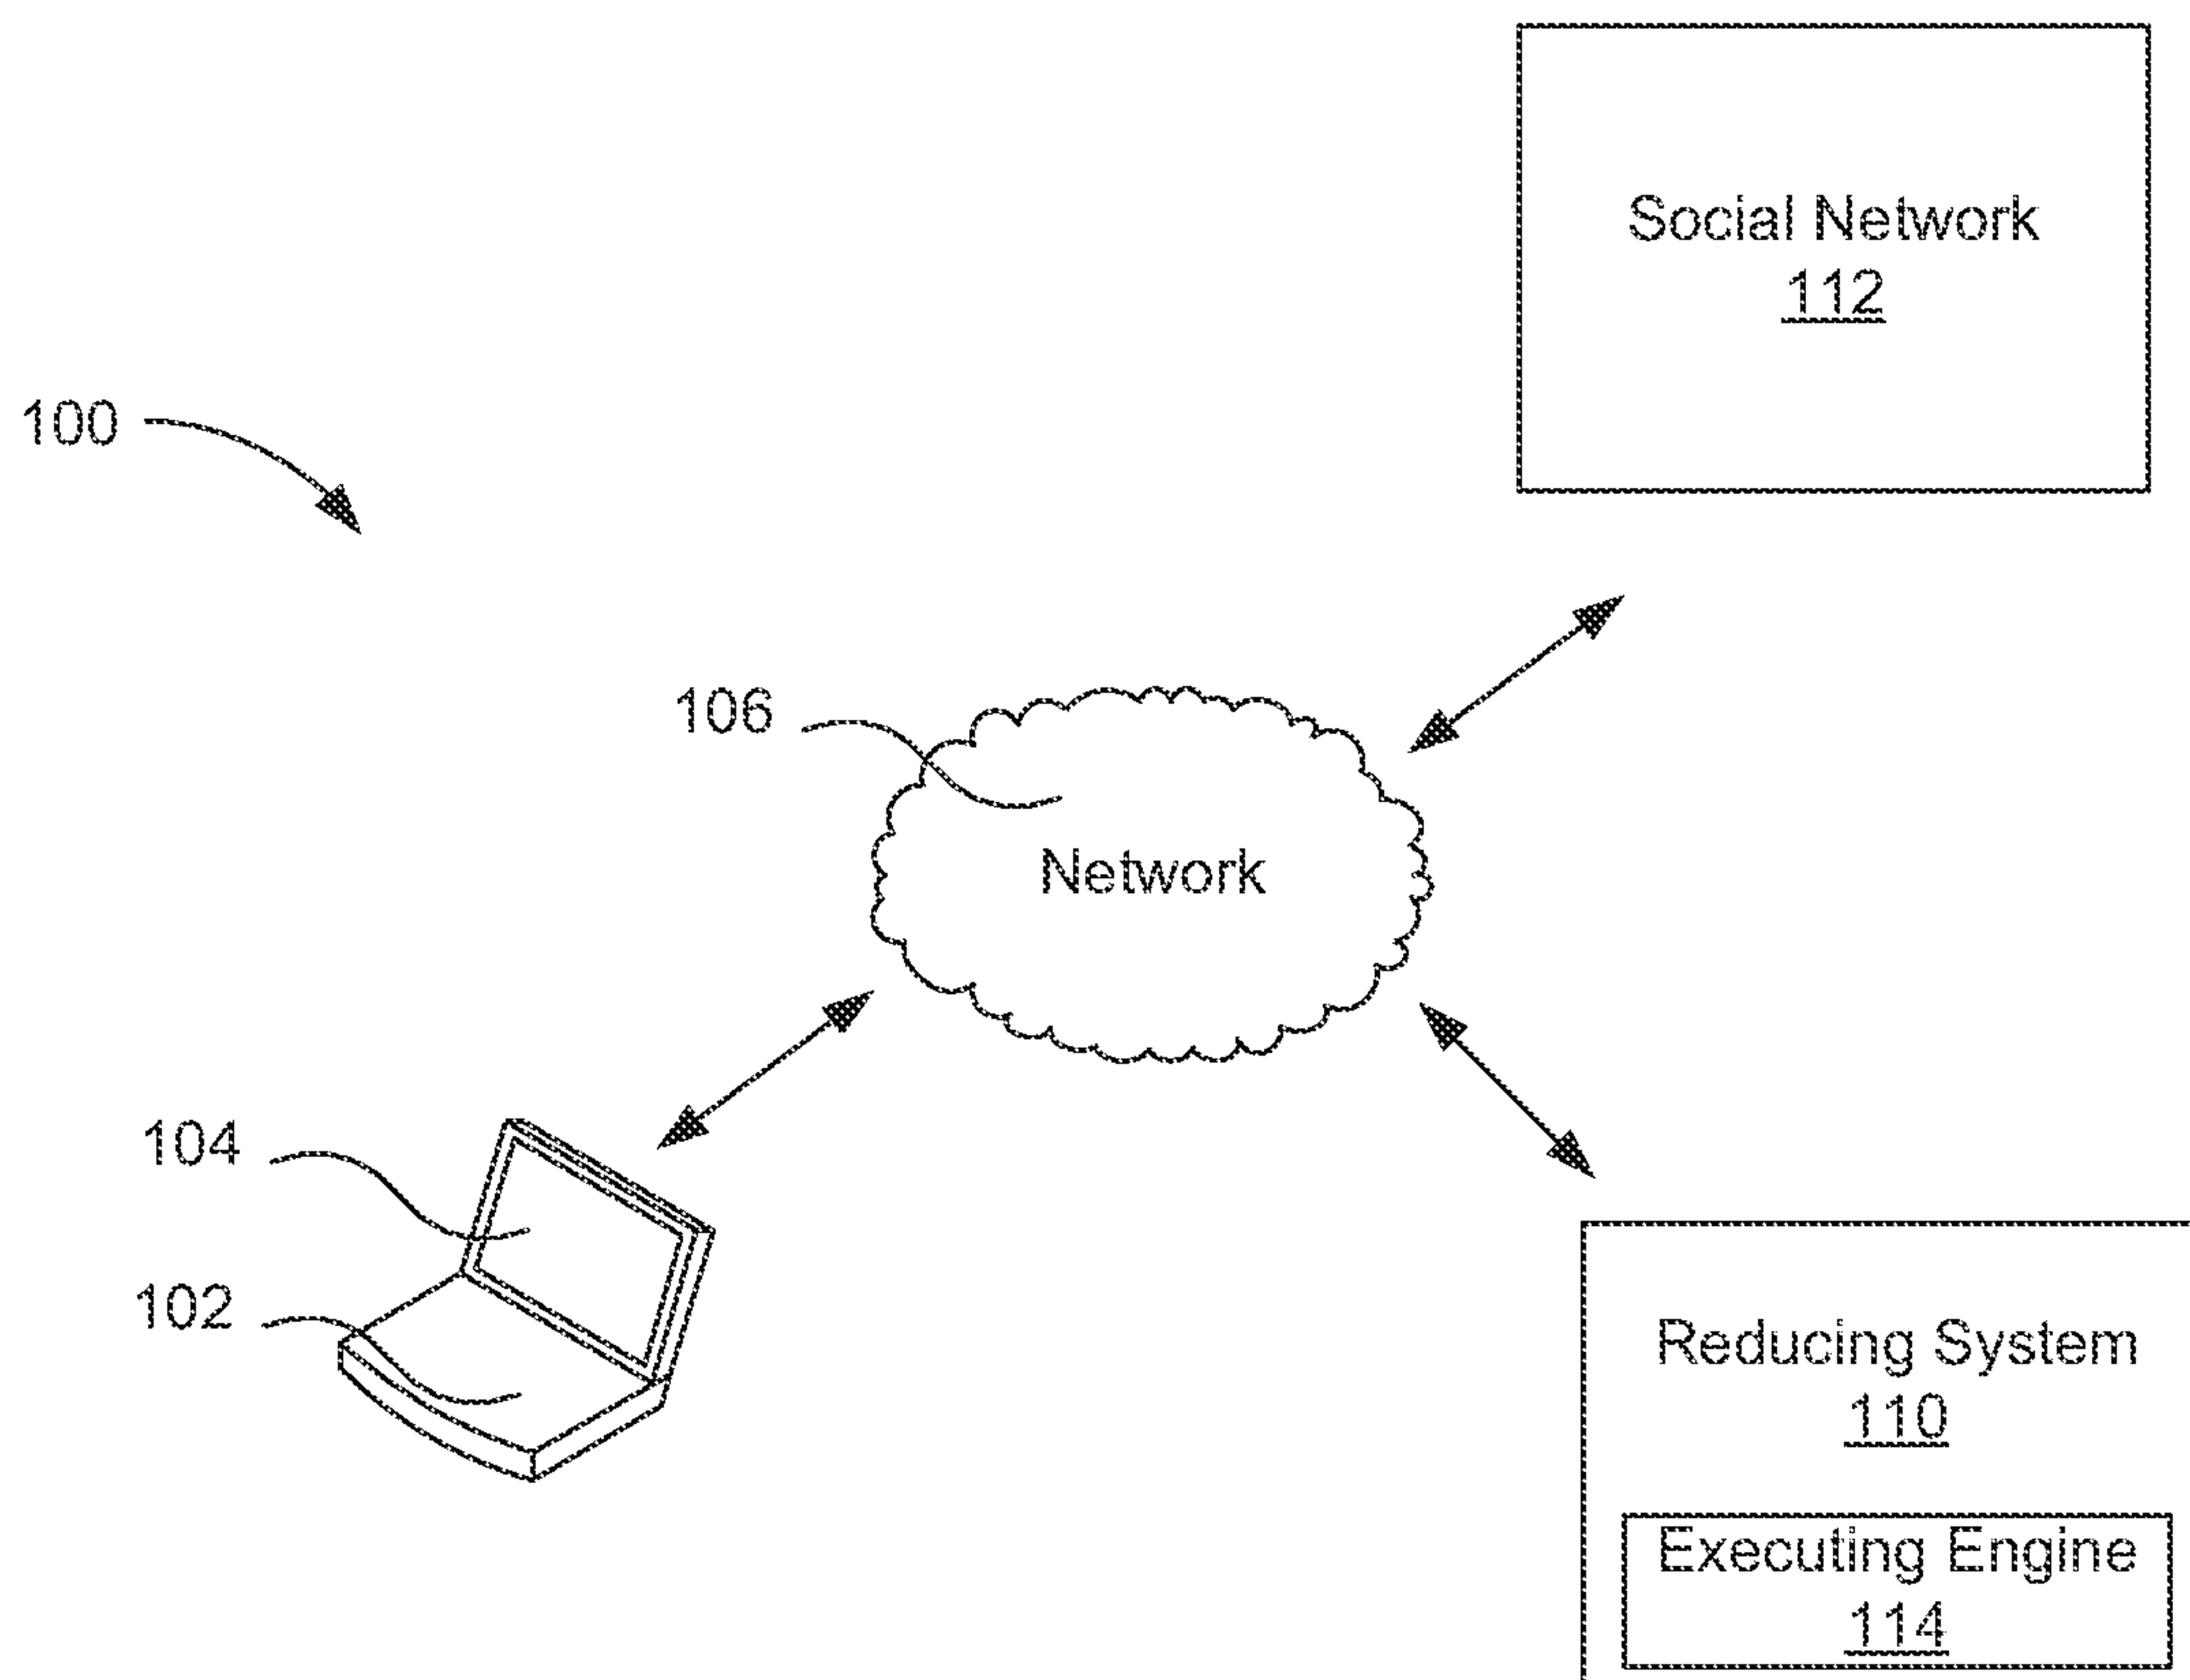 Social Network
112
100
106
Network
104
102
Reducing System
110
Executing Engine
114